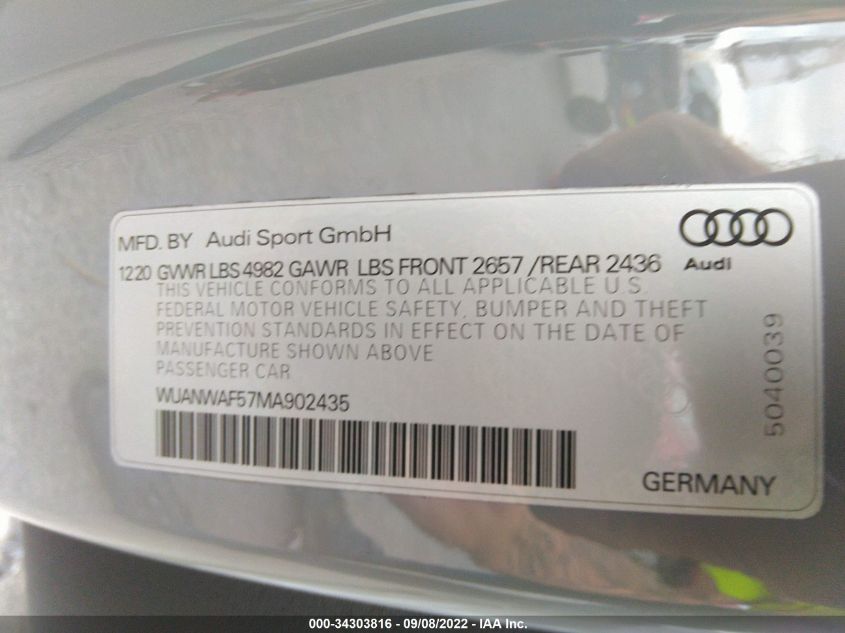 MFD. BY Audi Sport GmbH
1220 GVWR LBS 4982 GAWR LBS FRONT 2657 /REAR 2436
Audi
THIS VEHICLE CONFORMS TO ALL APPLICABLE U.S.
FEDERAL MOTOR VEHICLE SAFETY, BUMPER AND THEFT
PREVENTION STANDARDS IN EFFECT ON THE DATE OF
MANUFACTURE SHOWN ABOVE
PASSENGER CAR
WUANWAF57MA902435
5040039
GERMANY
000-34303816 - 09/08/2022 - IAA Inc.